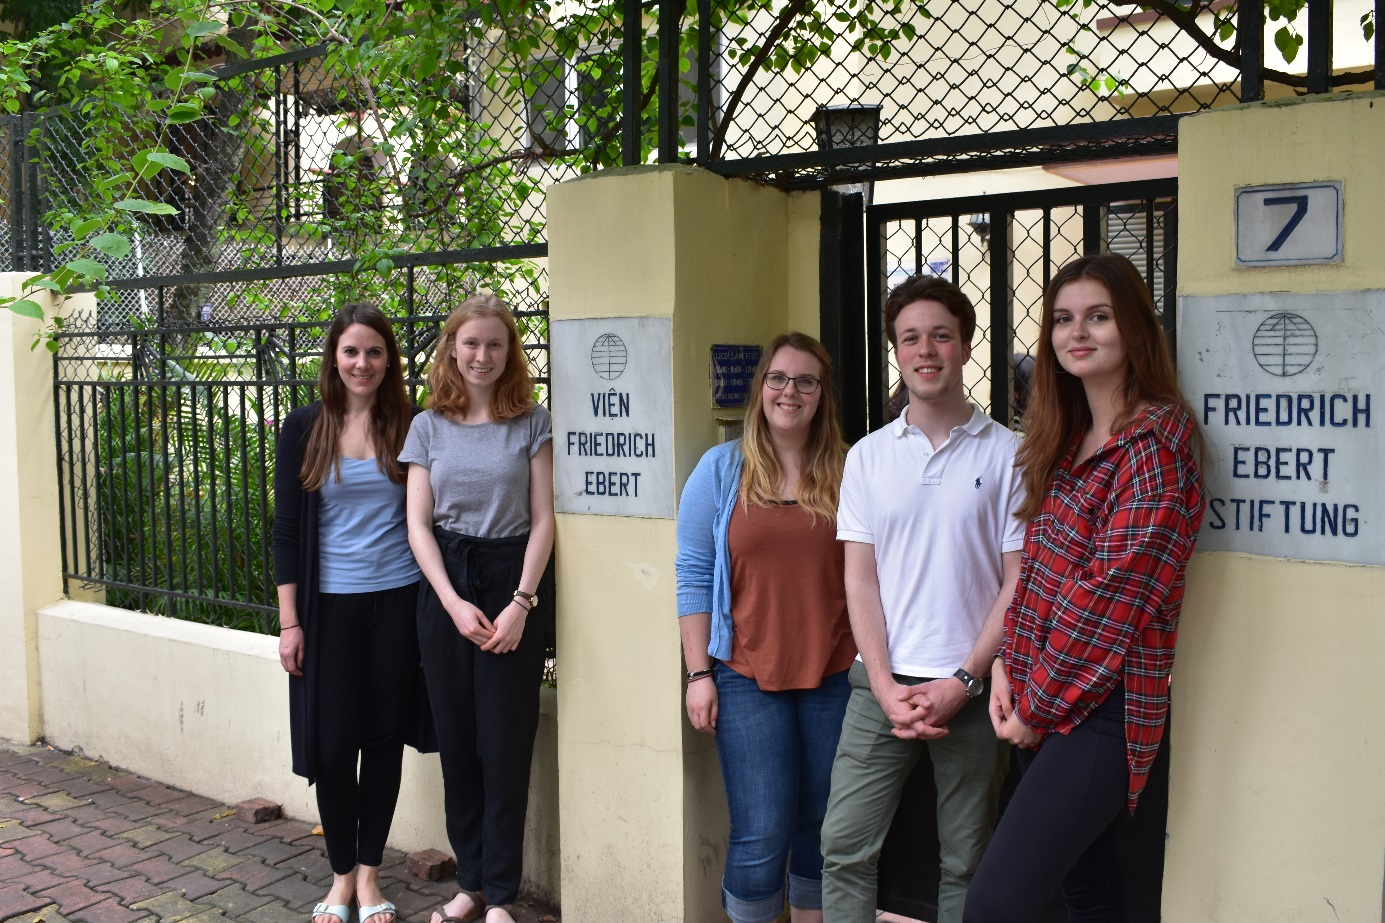 VIỆN
FRIEDRICH
EBERT
7
FRIEDRICH
EBERT
STIFTUNG